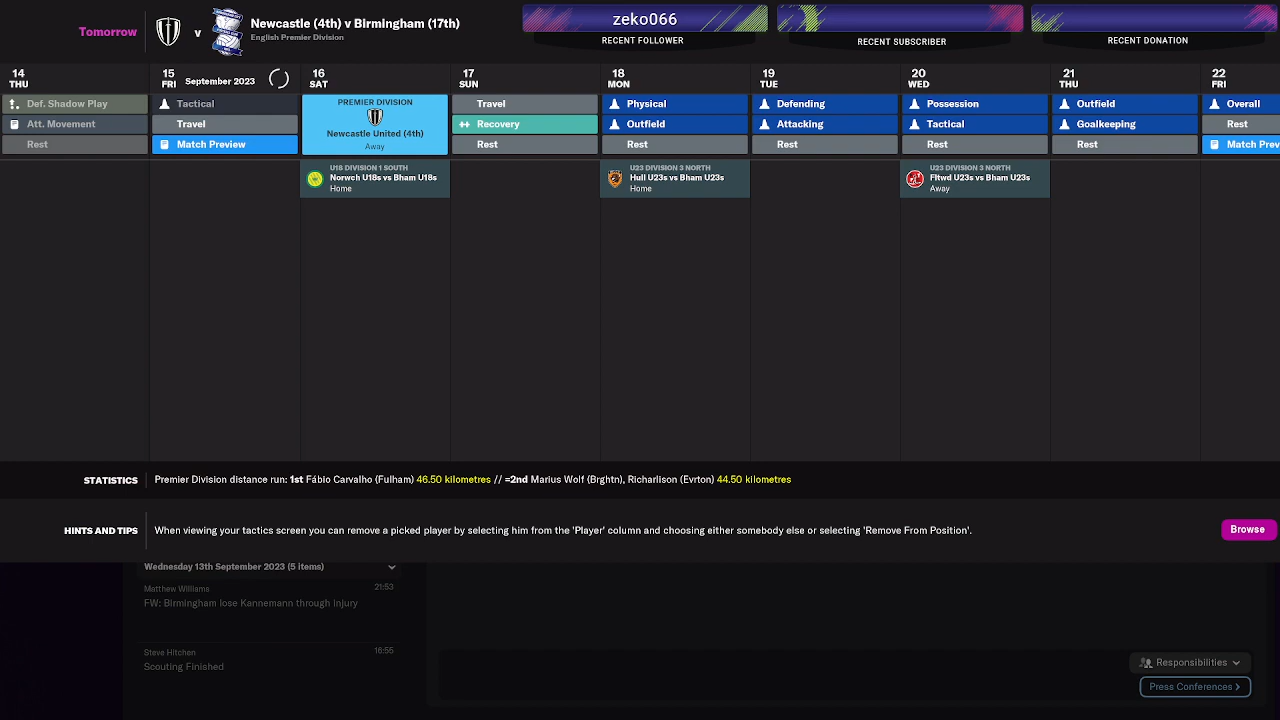 Tomorrow
v
Newcastle (4th) v Birmingham (17th)
English Premier Division
zeko066
RECENT FOLLOWER
RECENT SUBSCRIBER
RECENT DONATION
14
THU
15
FRI
September 2023
16
SAT
17
SUN
18
MON
19
TUE
20
WED
21
THU
22
FRI
Def. Shadow Play
Att. Movement
Rest
Tactical
Travel
Match Preview
PREMIER DIVISION
Newcastle United (4th)
Away
Travel
Recovery
Rest
Physical
Outfield
Rest
Defending
Attacking
Rest
Possession
Tactical
Rest
Outfield
Goalkeeping
Rest
Overall
Rest
Match Prev
U18 DIVISION 1 SOUTH
Norwch U18s vs Bham U18s
Home
U23 DIVISION 3 NORTH
Hull U23s vs Bham U23s
Home
U23 DIVISION 3 NORTH
Fltwd U23s vs Bham U23s
Away
STATISTICS
Premier Division distance run: 1st Fábio Carvalho (Fulham) 46.50 kilometres // =2nd Marius Wolf (Brghtn), Richarlison (Evrton) 44.50 kilometres
HINTS AND TIPS
When viewing your tactics screen you can remove a picked player by selecting him from the 'Player' column and choosing either somebody else or selecting 'Remove From Position'.
Browse
Wednesday 13th September 2023 (5 items)
Matthew Williams
21:53
FW: Birmingham lose Kannemann through injury
Steve Hitchen
16:55
Scouting Finished
Responsibilities
Press Conferences